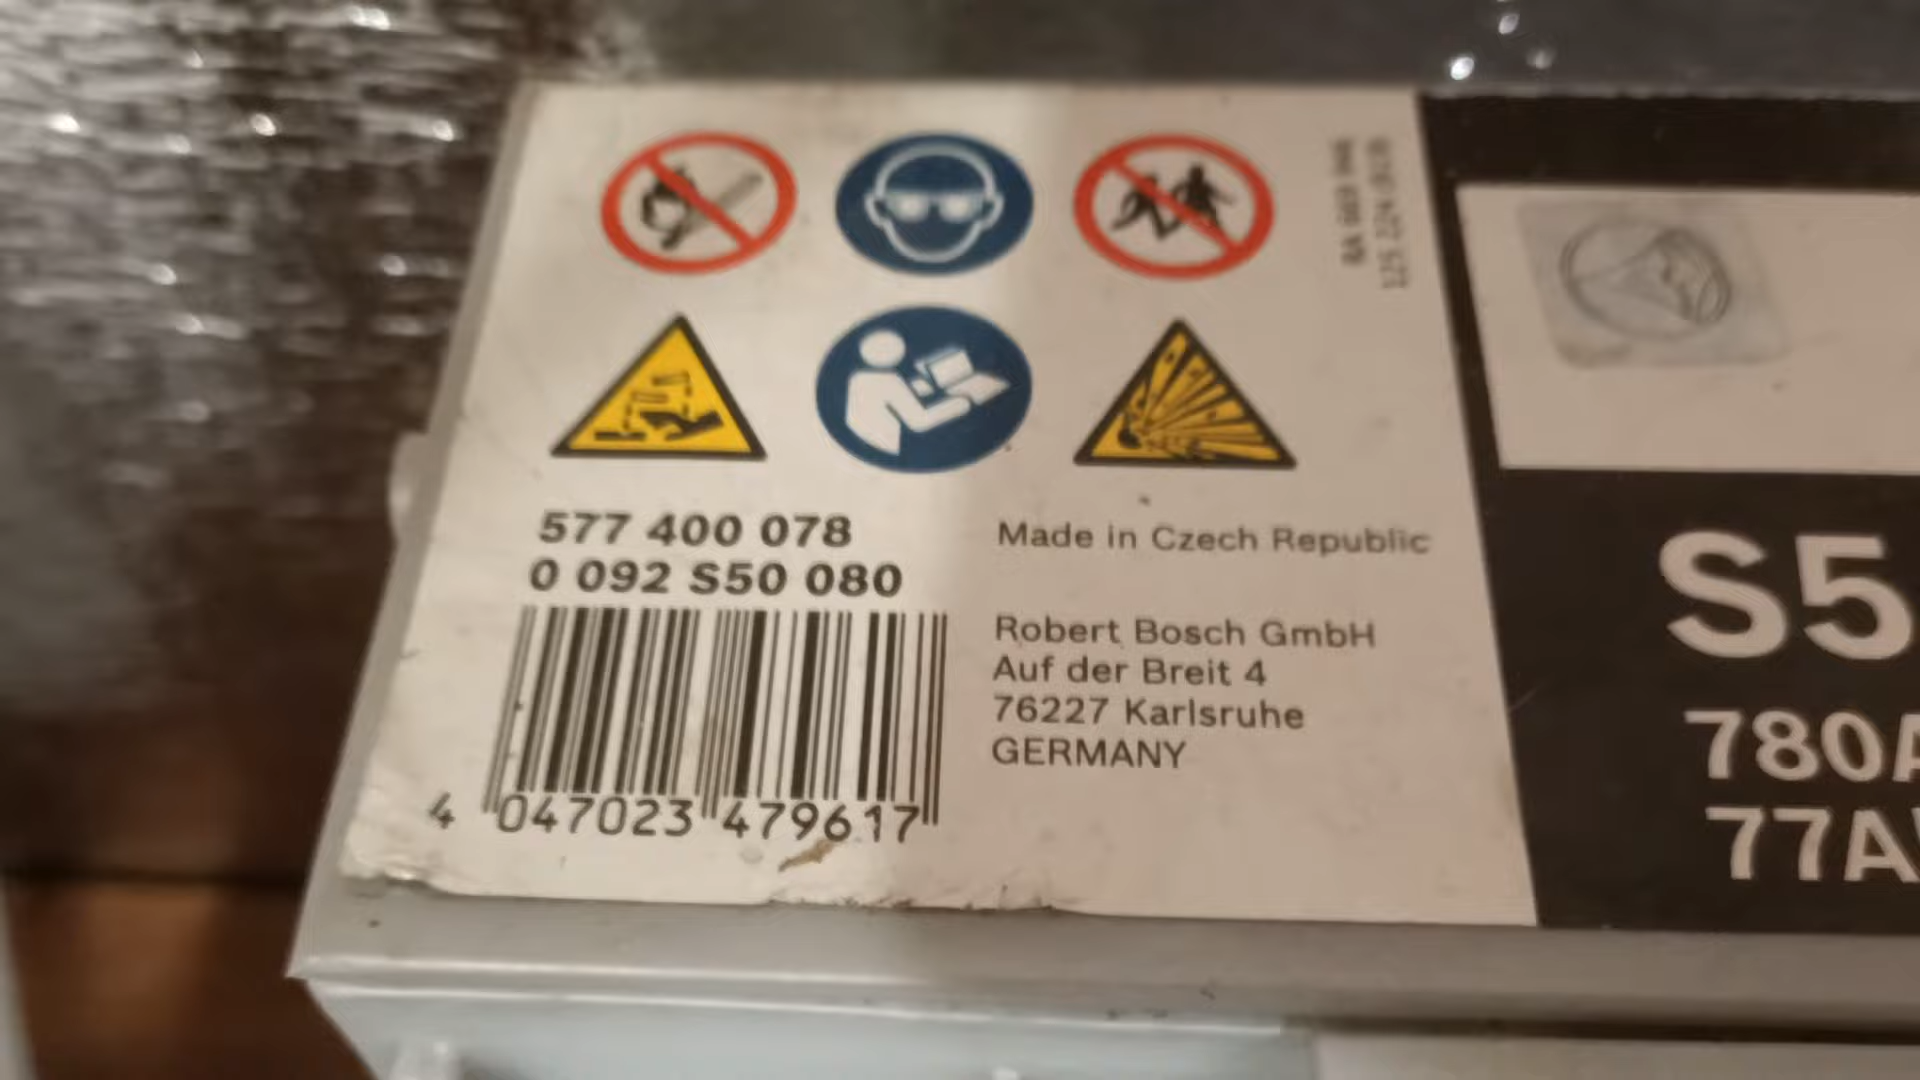 577 400 078
0 092 S50 080
4 047023 479617
Made in Czech Republic
Robert Bosch GmbH
Auf der Breit 4
76227 Karlsruhe
GERMANY
S5
780A
77A